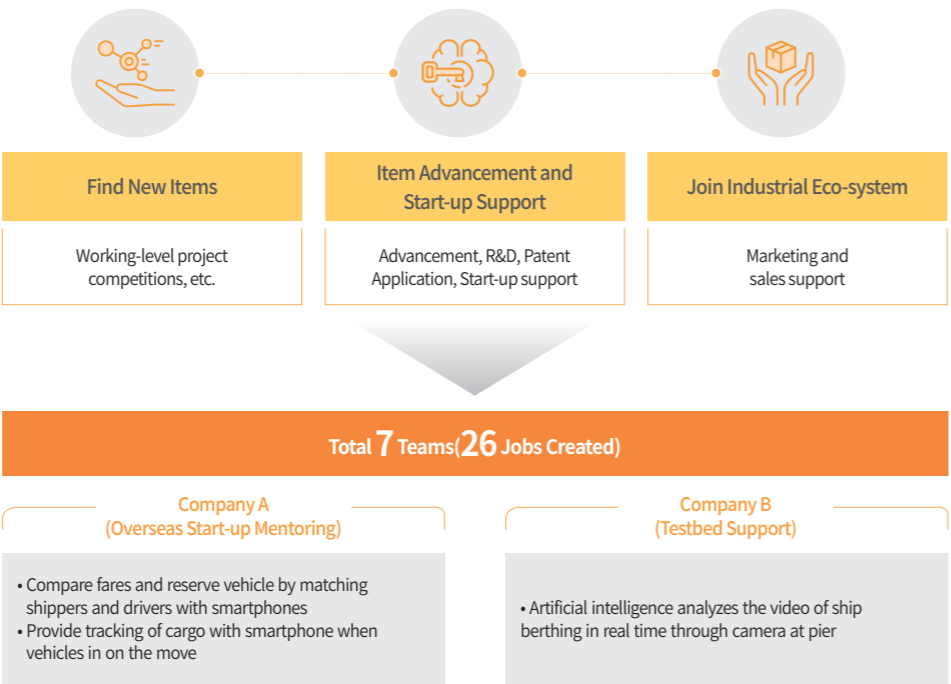 Find New Items
Working-level project
competitions, etc.
Item Advancement and
Start-up Support
Advancement, R&D, Patent
Application, Start-up support
Join Industrial Eco-system
Marketing and
sales support
Total 7 Teams(26 Jobs Created)
Company A
(Overseas Start-up Mentoring)
• Compare fares and reserve vehicle by matching
shippers and drivers with smartphones
• Provide tracking of cargo with smartphone when
vehicles in on the move
Company B
(Testbed Support)
• Artificial intelligence analyzes the video of ship
berthing in real time through camera at pier